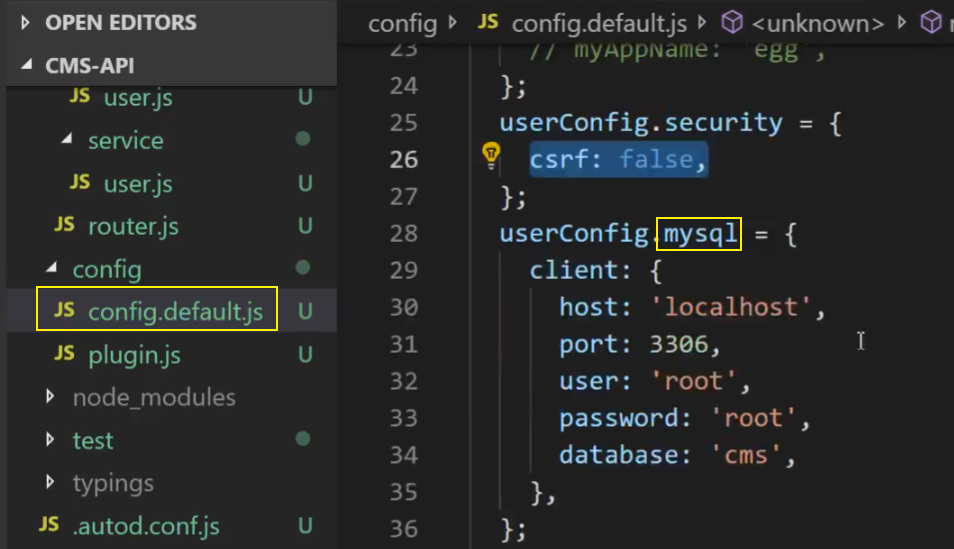 OPEN EDITORS
CMS-API
JS user.js U
service
JS user.js U
JS router.js U
config
JS config.default.js U
JS plugin.js U
node_modules
test
typings
JS .autod.conf.js U
config JS config.default.js <unknown>
23 // myAppName: 'egg',
24 };
25 userConfig.security = {
26 csrf: false,
27 };
28 userConfig.mysql = {
29 client: {
30 host: 'localhost',
31 port: 3306,
32 user: 'root',
33 password: 'root',
34 database: 'cms',
35 },
36 };